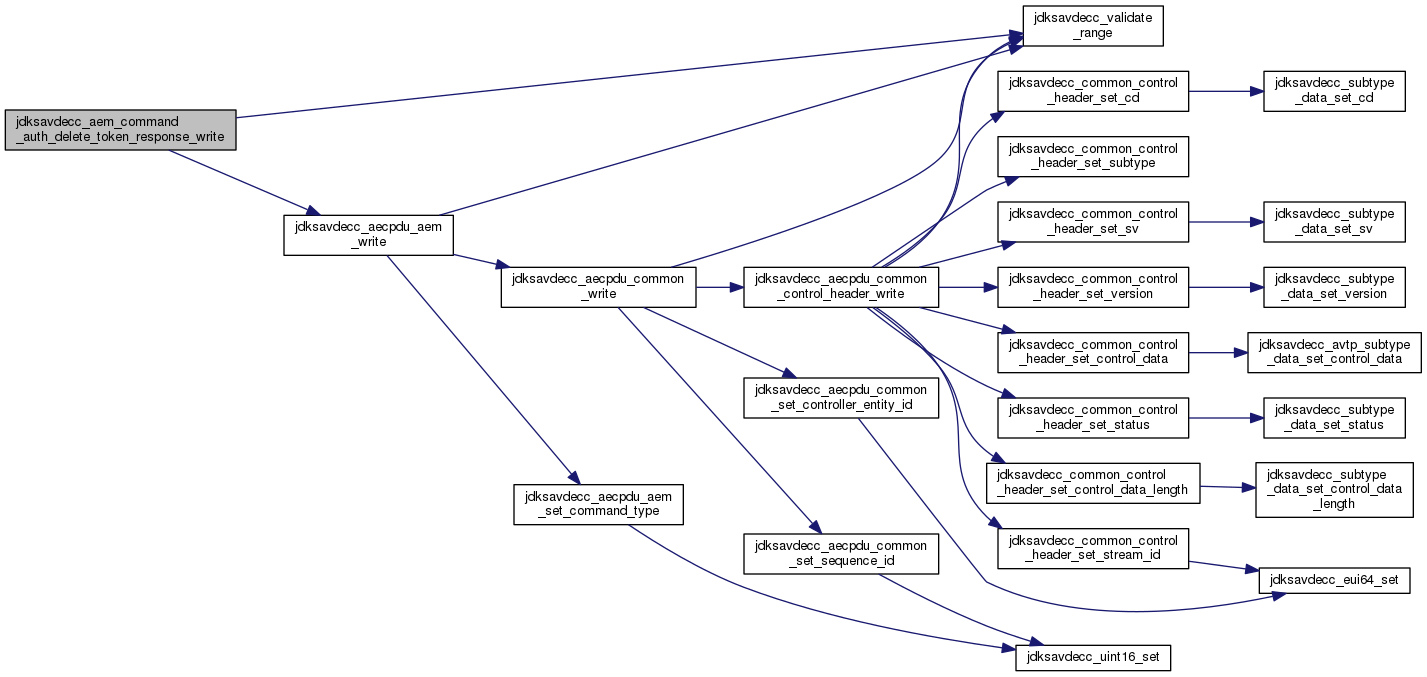 jdksavdecc_aem_command
_auth_delete_token_response_write
jdksavdecc_aecpdu_aem
_write
jdksavdecc_aecpdu_common
_write
jdksavdecc_aecpdu_aem
_set_command_type
jdksavdecc_aecpdu_common
_control_header_write
jdksavdecc_aecpdu_common
_set_controller_entity_id
jdksavdecc_aecpdu_common
_set_sequence_id
jdksavdecc_validate
_range
jdksavdecc_common_control
_header_set_cd
jdksavdecc_common_control
_header_set_subtype
jdksavdecc_common_control
_header_set_sv
jdksavdecc_common_control
_header_set_version
jdksavdecc_common_control
_header_set_control_data
jdksavdecc_common_control
_header_set_status
jdksavdecc_common_control
_header_set_control_data_length
jdksavdecc_common_control
_header_set_stream_id
jdksavdecc_uint16_set
jdksavdecc_subtype
_data_set_cd
jdksavdecc_subtype
_data_set_sv
jdksavdecc_subtype
_data_set_version
jdksavdecc_avtp_subtype
_data_set_control_data
jdksavdecc_subtype
_data_set_status
jdksavdecc_subtype
_data_set_control_data
_length
jdksavdecc_eui64_set